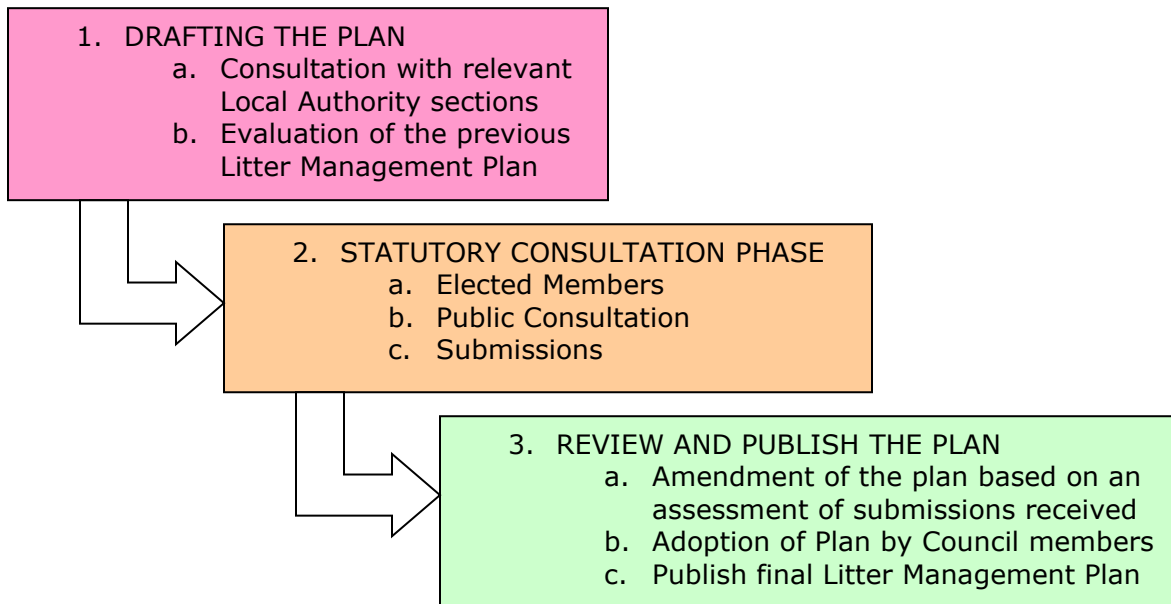 1. DRAFTING THE PLAN
a. Consultation with relevant
Local Authority sections
b. Evaluation of the previous
Litter Management Plan
2. STATUTORY CONSULTATION PHASE
a. Elected Members
b. Public Consultation
c. Submissions
3. REVIEW AND PUBLISH THE PLAN
a. Amendment of the plan based on an
assessment of submissions received
b. Adoption of Plan by Council members
c. Publish final Litter Management Plan